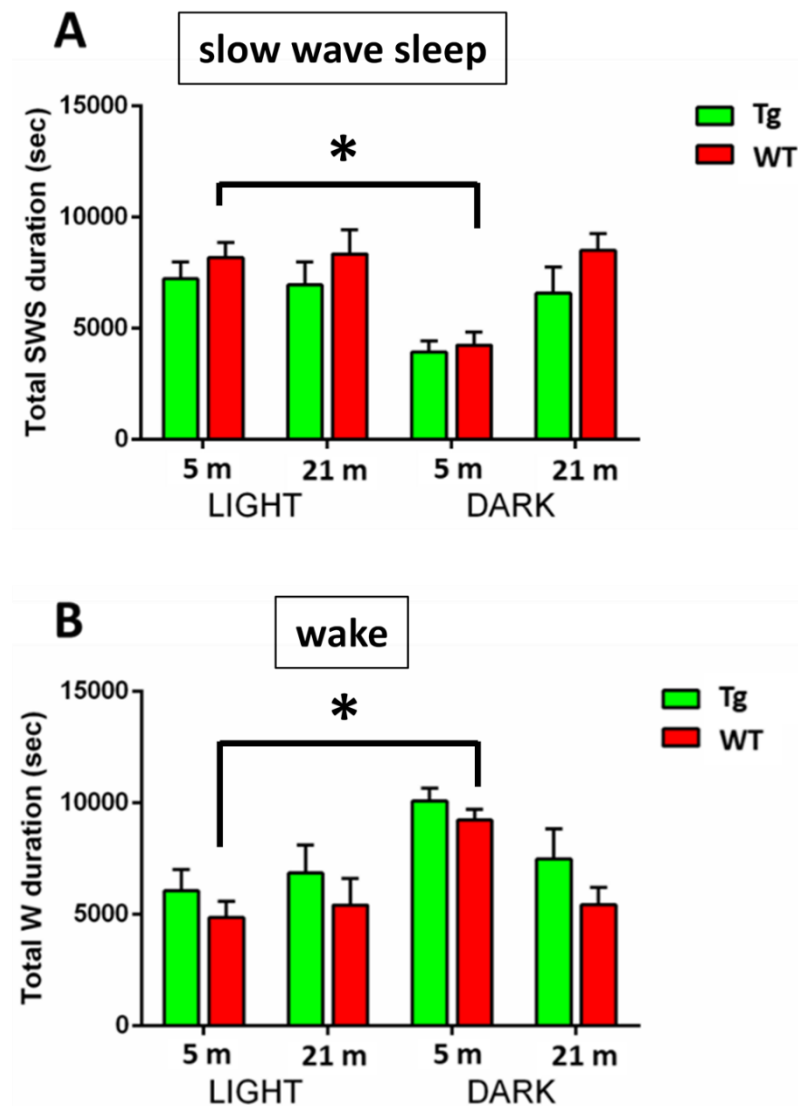 A
slow wave sleep
Total SWS duration (sec)
15000
10000
5000
0
*
Tg
WT
5 m 21 m 5 m 21 m
LIGHT DARK
B
wake
Total W duration (sec)
15000
10000
5000
0
*
Tg
WT
5 m 21 m 5 m 21 m
LIGHT DARK